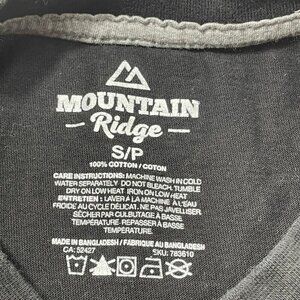 MOUNTAIN
Ridge
S/P
100% COTTON / COTON
CARE INSTRUCTIONS: MACHINE WASH IN COLD
WATER SEPARATELY DO NOT BLEACH. TUMBLE
DRY ON LOW HEAT IRON ON LOW HEAT
ENTRETIEN : LAVER À LA MACHINE À L'EAU
FROIDE AU CYCLE DÉLICAT. NE PAS JAVELLISER.
SÉCHER PAR CULBUTAGE À BASSE
TEMPÉRATURE. REPASSER À BASSE
TEMPÉRATURE.
MADE IN BANGLADESH / FABRIQUE AU BANGLADESH
CA: 52427 SKU: 783610